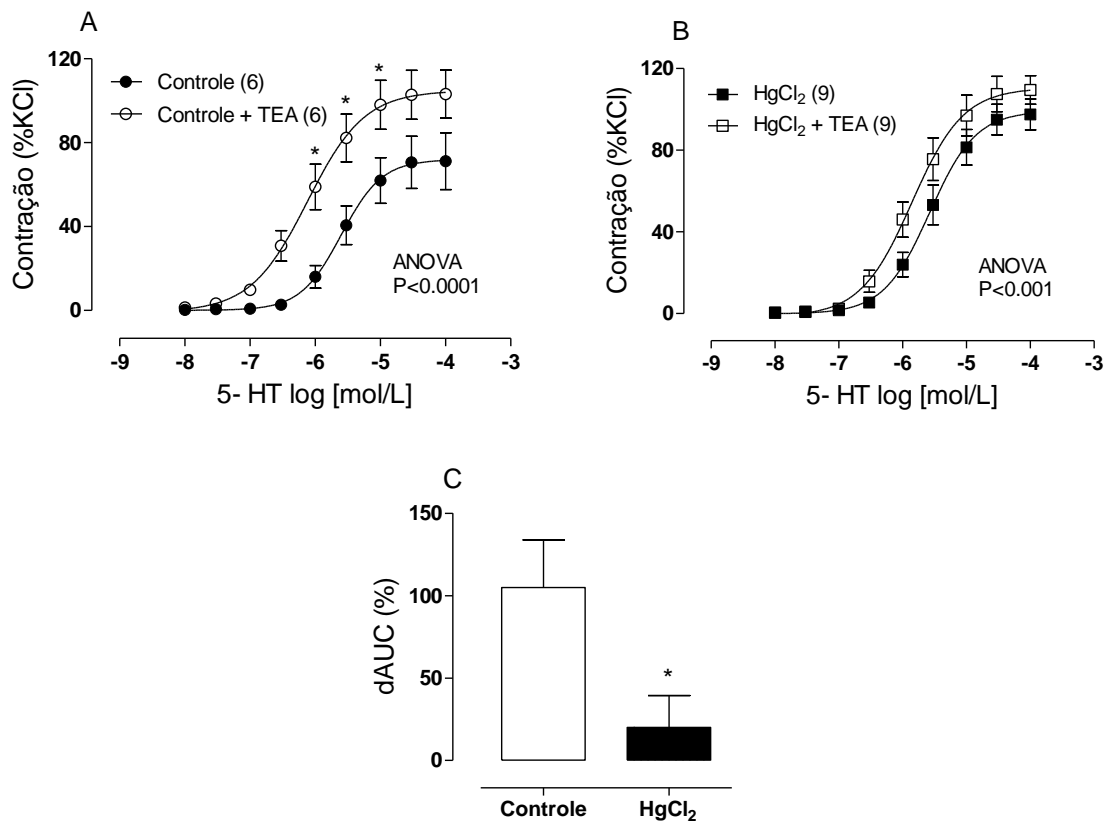 A
Contração (%KCl)
120
80
40
0
Controle (6)
Controle + TEA (6)
*
*
*
ANOVA
P<0.0001
-9
-8
-7
-6
-5
-4
-3
5- HT log [mol/L]
B
Contração (%KCl)
120
80
40
0
HgCl₂ (9)
HgCl₂ + TEA (9)
ANOVA
P<0.001
-9
-8
-7
-6
-5
-4
-3
5- HT log [mol/L]
C
dAUC (%)
150
100
50
0
*
Controle
HgCl₂